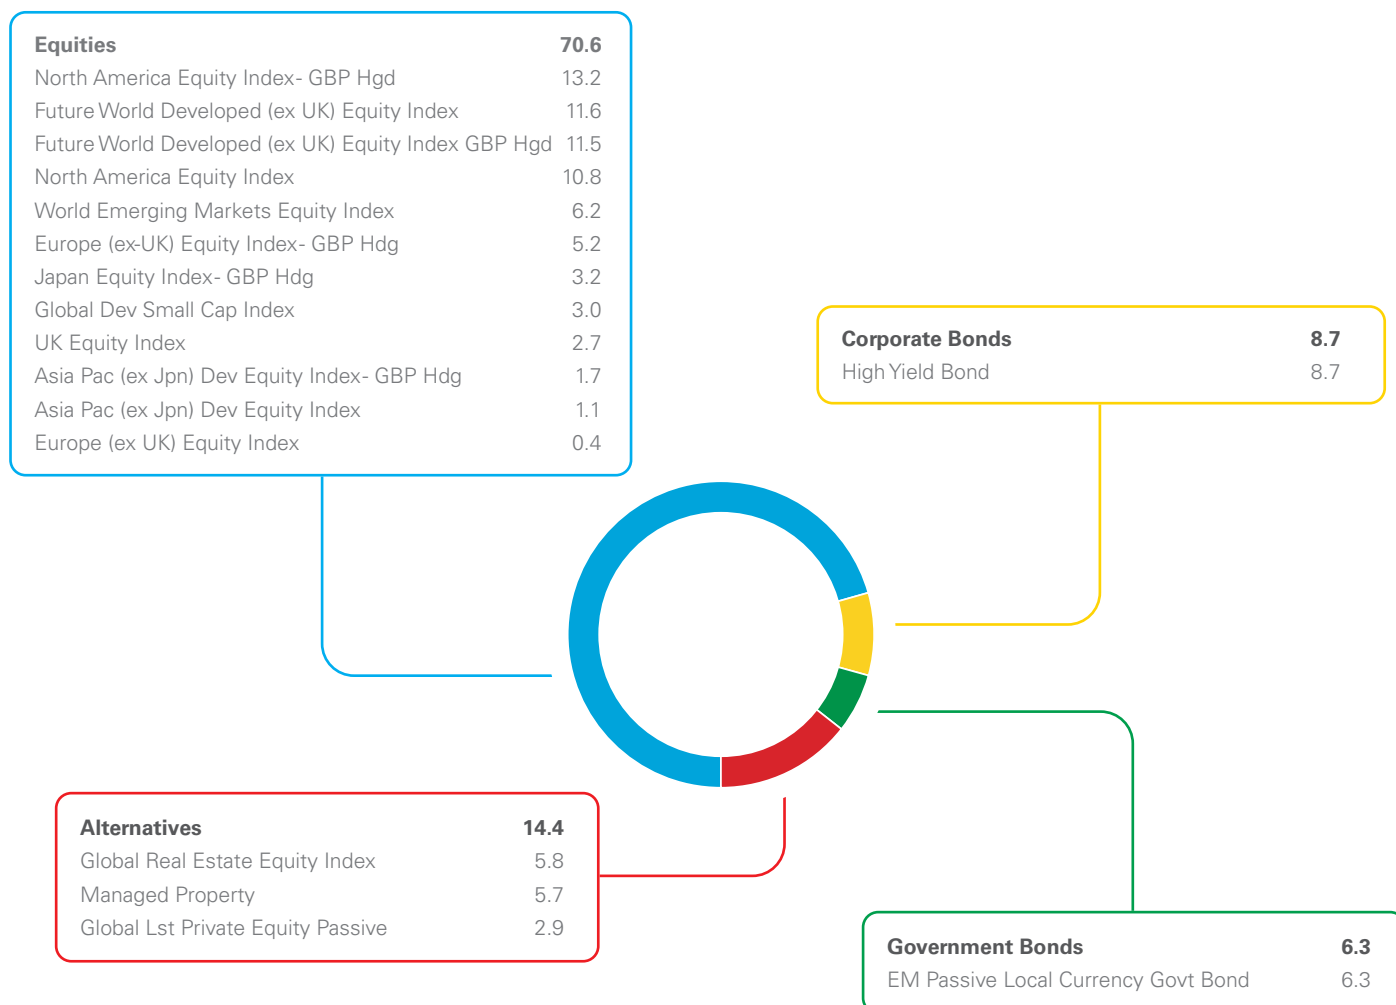 Equities 70.6
North America Equity Index- GBP Hgd 13.2
Future World Developed (ex UK) Equity Index 11.6
Future World Developed (ex UK) Equity Index GBP Hgd 11.5
North America Equity Index 10.8
World Emerging Markets Equity Index 6.2
Europe (ex-UK) Equity Index- GBP Hdg 5.2
Japan Equity Index- GBP Hdg 3.2
Global Dev Small Cap Index 3.0
UK Equity Index 2.7
Asia Pac (ex Jpn) Dev Equity Index- GBP Hdg 1.7
Asia Pac (ex Jpn) Dev Equity Index 1.1
Europe (ex UK) Equity Index 0.4
Corporate Bonds 8.7
High Yield Bond 8.7
Alternatives 14.4
Global Real Estate Equity Index 5.8
Managed Property 5.7
Global Lst Private Equity Passive 2.9
Government Bonds 6.3
EM Passive Local Currency Govt Bond 6.3